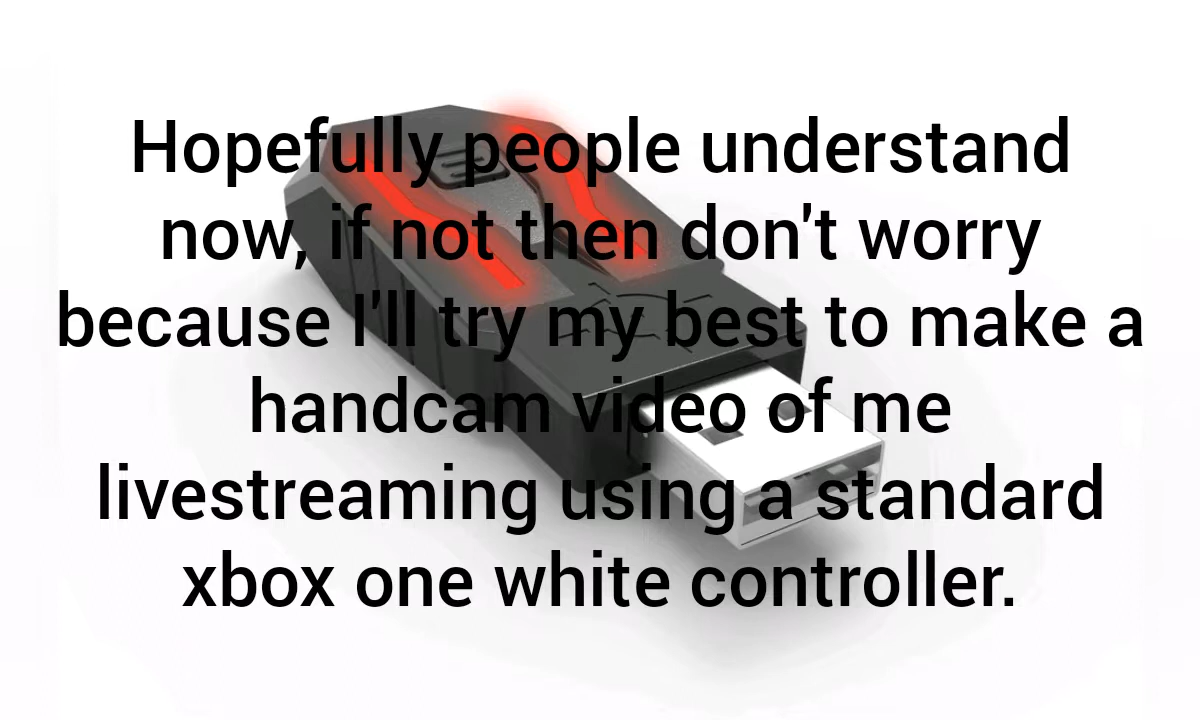 Hopefully people understand
now, if not then don't worry
because I'll try my best to make a
handcam video of me
livestreaming using a standard
xbox one white controller.